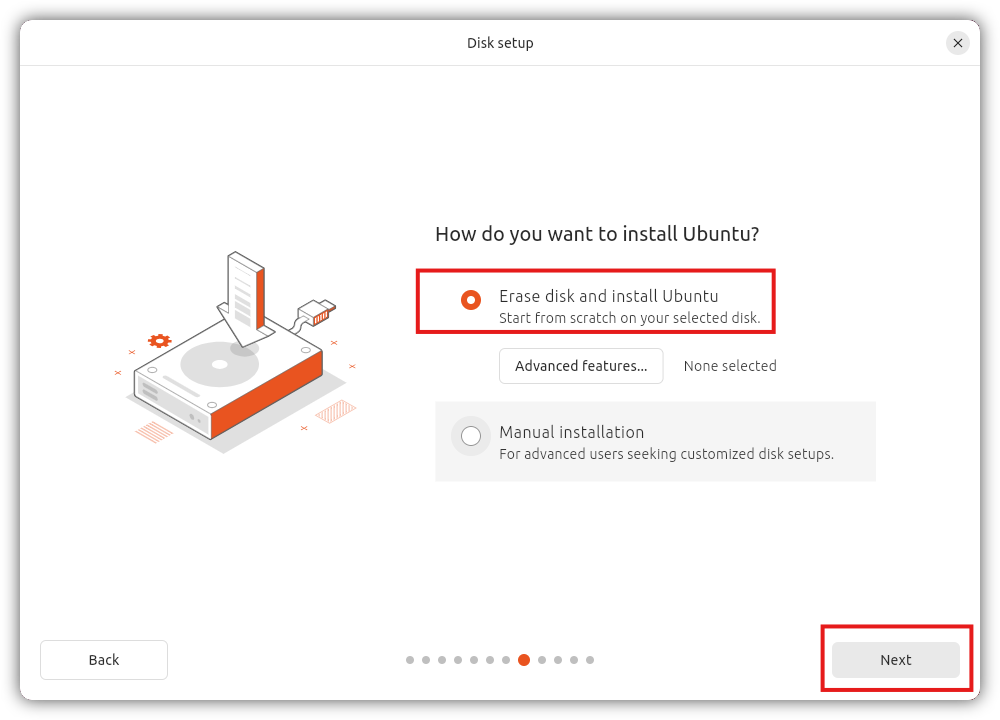 Disk setup
How do you want to install Ubuntu?
Erase disk and install Ubuntu
Start from scratch on your selected disk.
Advanced features... None selected
Manual installation
For advanced users seeking customized disk setups.
Back Next